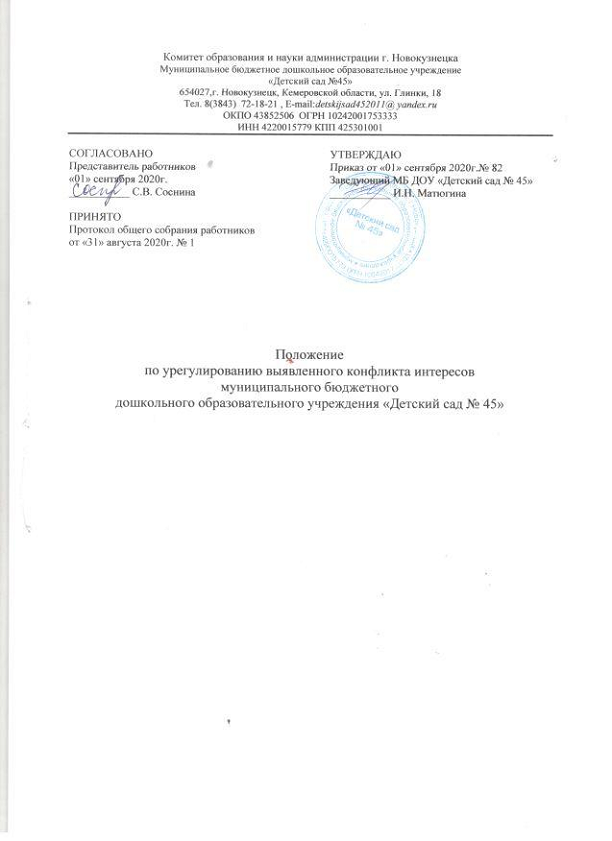 Комитет образования и науки администрации г. Новокузнецка
Муниципальное бюджетное дошкольное образовательное учреждение
«Детский сад №45»
654027,г. Новокузнецк, Кемеровской области, ул. Глинки, 18
Тел. 8(3843) 72-18-21 , E-mail:detskijsad452011@ yandex.ru
ОКПО 43852506 ОГРН 10242001753333
ИНН 4220015779 КПП 425301001
СОГЛАСОВАНО
Представитель работников
«01» сентября 2020г.
С.В. Соснина
ПРИНЯТО
Протокол общего собрания работников
от «31» августа 2020г. № 1
УТВЕРЖДАЮ
Приказ от «01» сентября 2020г.№ 82
Заведующий МБ ДОУ «Детский сад № 45»
И.Н. Матюгина
«Детский сад
№ 45»
Положение
по урегулированию выявленного конфликта интересов
муниципального бюджетного
дошкольного образовательного учреждения «Детский сад № 45»